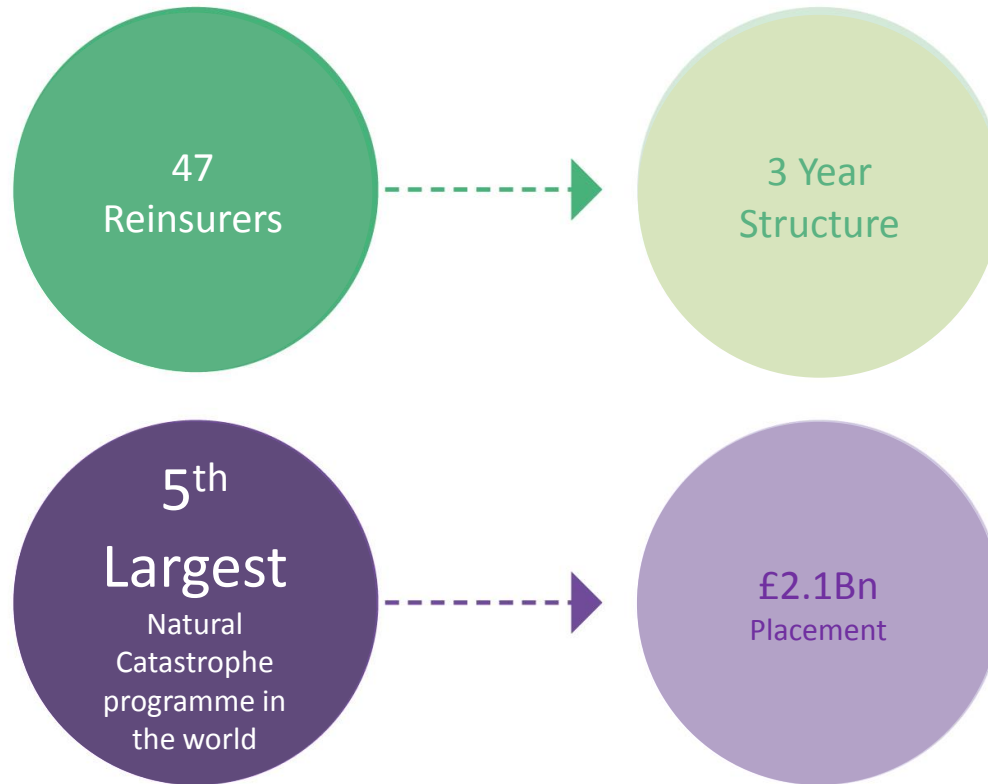 47
Reinsurers
3 Year
Structure
5th
Largest
Natural
Catastrophe
programme in
the world
£2.1Bn
Placement